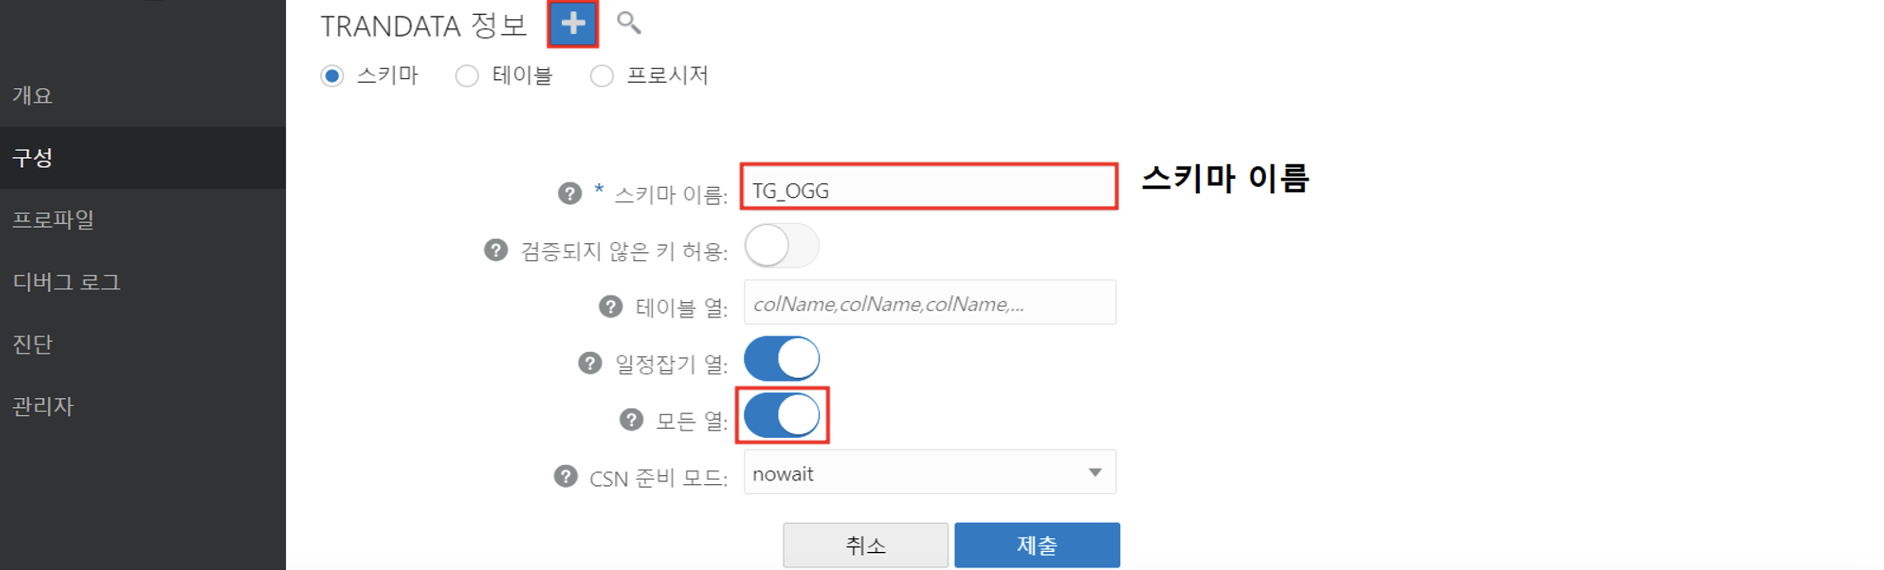 TRANDATA 정보
스키마 테이블 프로시저
개요
구성
프로파일
디버그 로그
진단
관리자
* 스키마 이름: TG_OGG 스키마 이름
검증되지 않은 키 허용:
테이블 열: colName,colName,colName,...
일정잡기 열:
모든 열:
CSN 준비 모드: nowait
취소 제출